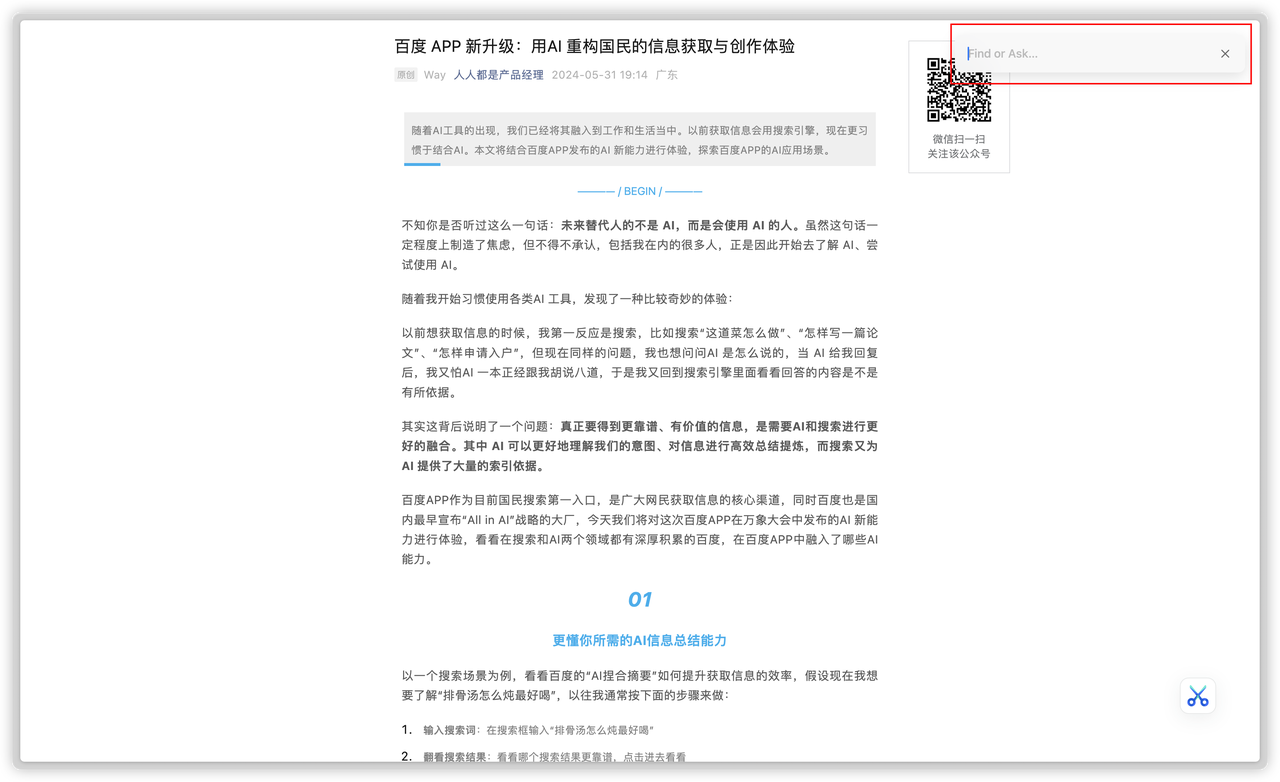 百度 APP 新升级：用AI 重构国民的信息获取与创作体验
原创 Way 人人都是产品经理 2024-05-31 19:14 广东
Find or Ask...
微信扫一扫
关注该公众号
随着AI工具的出现，我们已经将其融入到工作和生活当中。以前获取信息会用搜索引擎，现在更习
惯于结合AI。本文将结合百度APP发布的AI 新能力进行体验，探索百度APP的AI应用场景。
———— / BEGIN / ————
不知你是否听过这么一句话：未来替代人的不是 AI，而是会使用 AI 的人。虽然这句话一
定程度上制造了焦虑，但不得不承认，包括我在内的很多人，正是因此开始去了解 AI、尝
试使用 AI。
随着我开始习惯使用各类AI 工具，发现了一种比较奇妙的体验：
以前想获取信息的时候，我第一反应是搜索，比如搜索“这道菜怎么做”、“怎样写一篇论
文”、“怎样申请入户”，但现在同样的问题，我也想问问AI 是怎么说的，当 AI 给我回复
后，我又怕AI 一本正经跟我胡说八道，于是我又回到搜索引擎里面看看回答的内容是不是
有所依据。
其实这背后说明了一个问题：真正要得到更靠谱、有价值的信息，是需要AI和搜索进行更
好的融合。其中 AI 可以更好地理解我们的意图、对信息进行高效总结提炼，而搜索又为
AI 提供了大量的索引依据。
百度APP作为目前国民搜索第一入口，是广大网民获取信息的核心渠道，同时百度也是国
内最早宣布“All in AI”战略的大厂，今天我们将对这次百度APP在万象大会中发布的AI 新能
力进行体验，看看在搜索和AI两个领域都有深厚积累的百度，在百度APP中融入了哪些AI
能力。
01
更懂你所需的AI信息总结能力
以一个搜索场景为例，看看百度的“AI捏合摘要”如何提升获取信息的效率，假设现在我想
要了解“排骨汤怎么炖最好喝”，以往我通常按下面的步骤来做：
1. 输入搜索词：在搜索框输入“排骨汤怎么炖最好喝”
2. 翻看搜索结果：看看哪个搜索结果更靠谱，点击进去看看